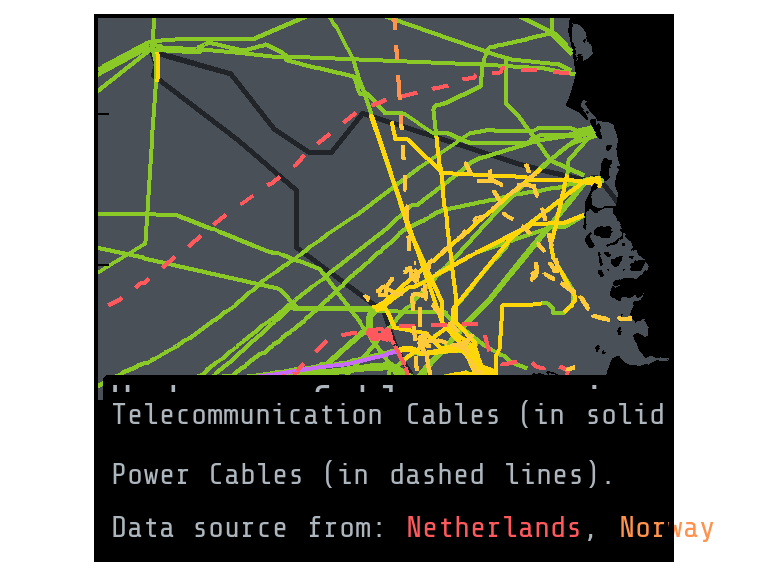 Telecommunication Cables (in solid
Power Cables (in dashed lines).
Data source from: Netherlands, Norway